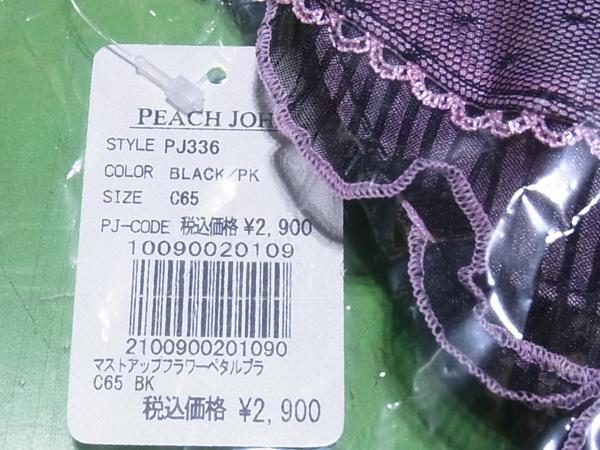 PEACH JOH
STYLE PJ336
COLOR BLACK/PK
SIZE C65
PJ-CODE 税込価格 ¥2,900
10090020109
2100900201090
マストアップフラワーペタルブラ
C65 BK
税込価格 ¥2,900